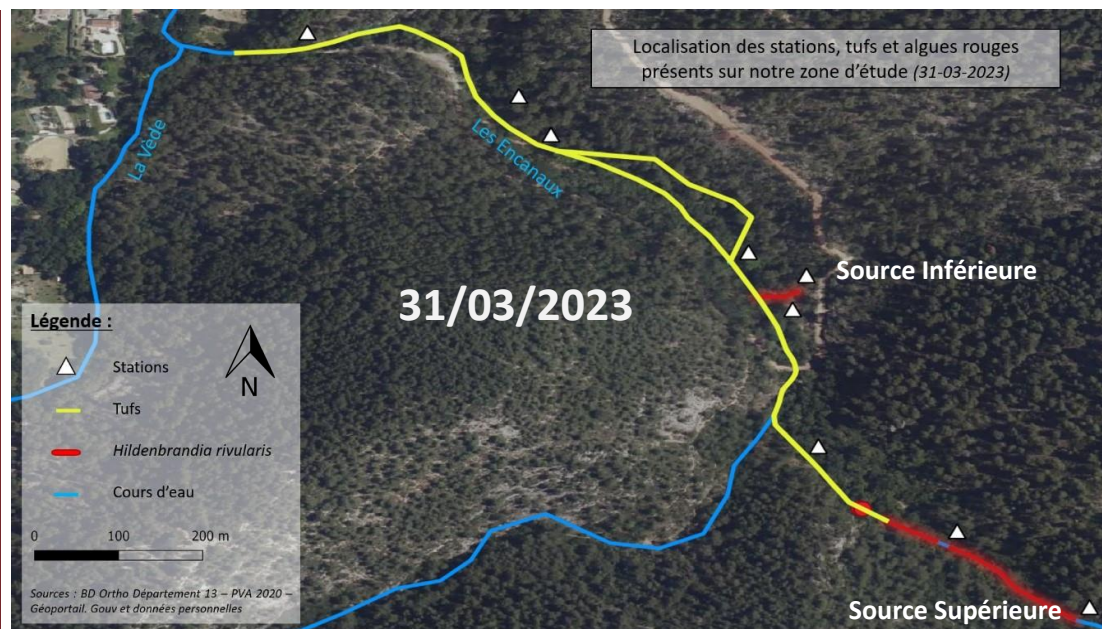 Localisation des stations, tufs et algues rouges
présents sur notre zone d'étude (31-03-2023)
La Vède
Les Encanaux
Source Inférieure
31/03/2023
Légende :
N
Stations
Tufs
Hildenbrandia rivularis
Cours d'eau
0 100 200 m
Sources : BD Ortho Département 13 – PVA 2020 –
Géoportail. Gouv et données personnelles
Source Supérieure